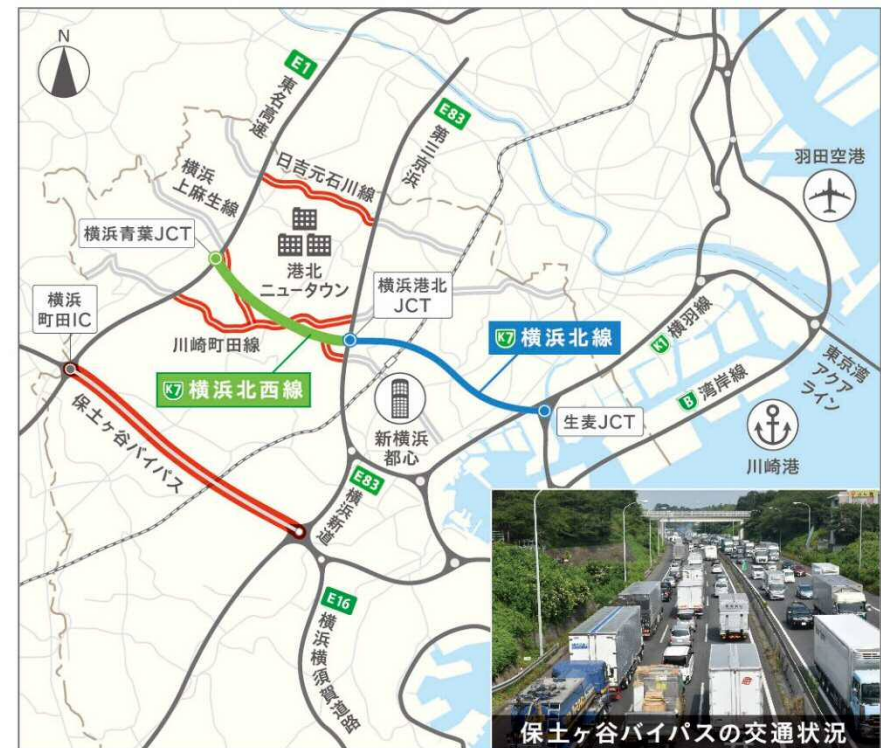 N
E1
東名高速
E83
第三京浜
日吉元石川線
横浜
上麻生線
羽田空港
横浜青葉JCT
港北
ニュータウン
横浜港北
JCT
横浜
町田IC
川崎町田線
K7 横浜北線
K7 横浜北西線
K1 横羽線
B 湾岸線
東京湾
アクア
ライン
保土ヶ谷バイパス
新横浜
都心
生麦JCT
川崎港
E83
横浜新道
E16
横浜横須賀道路
保土ヶ谷バイパスの交通状況